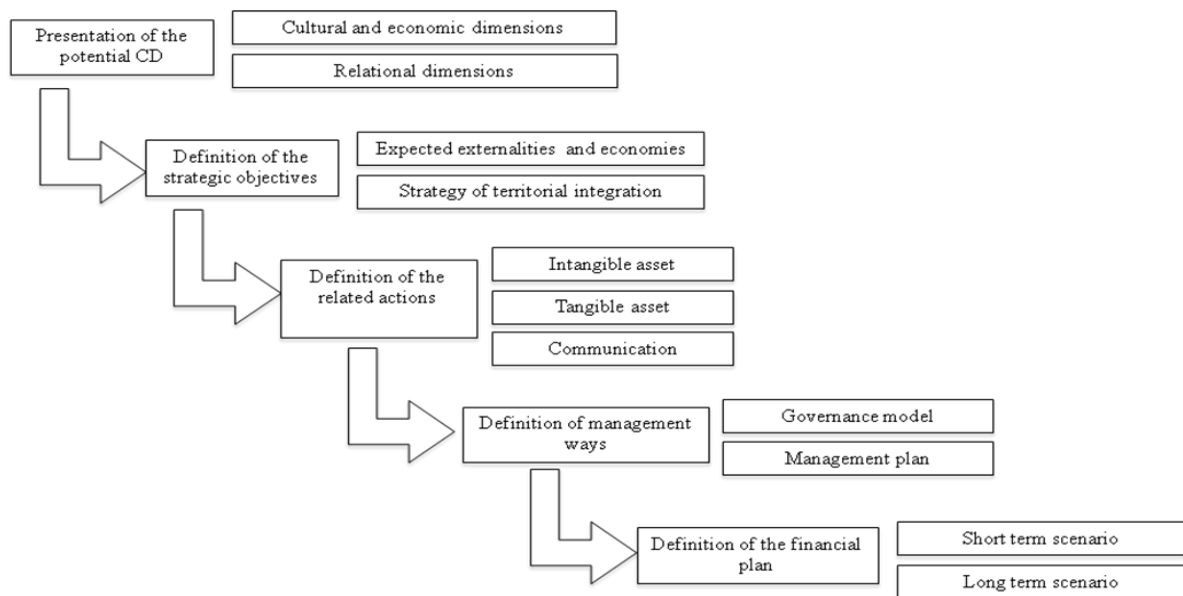 Presentation of the
potential CD
Cultural and economic dimensions
Relational dimensions
Definition of the
strategic objectives
Expected externalities and economies
Strategy of territorial integration
Definition of the
related actions
Intangible asset
Tangible asset
Communication
Definition of management
ways
Governance model
Management plan
Definition of the financial
plan
Short term scenario
Long term scenario